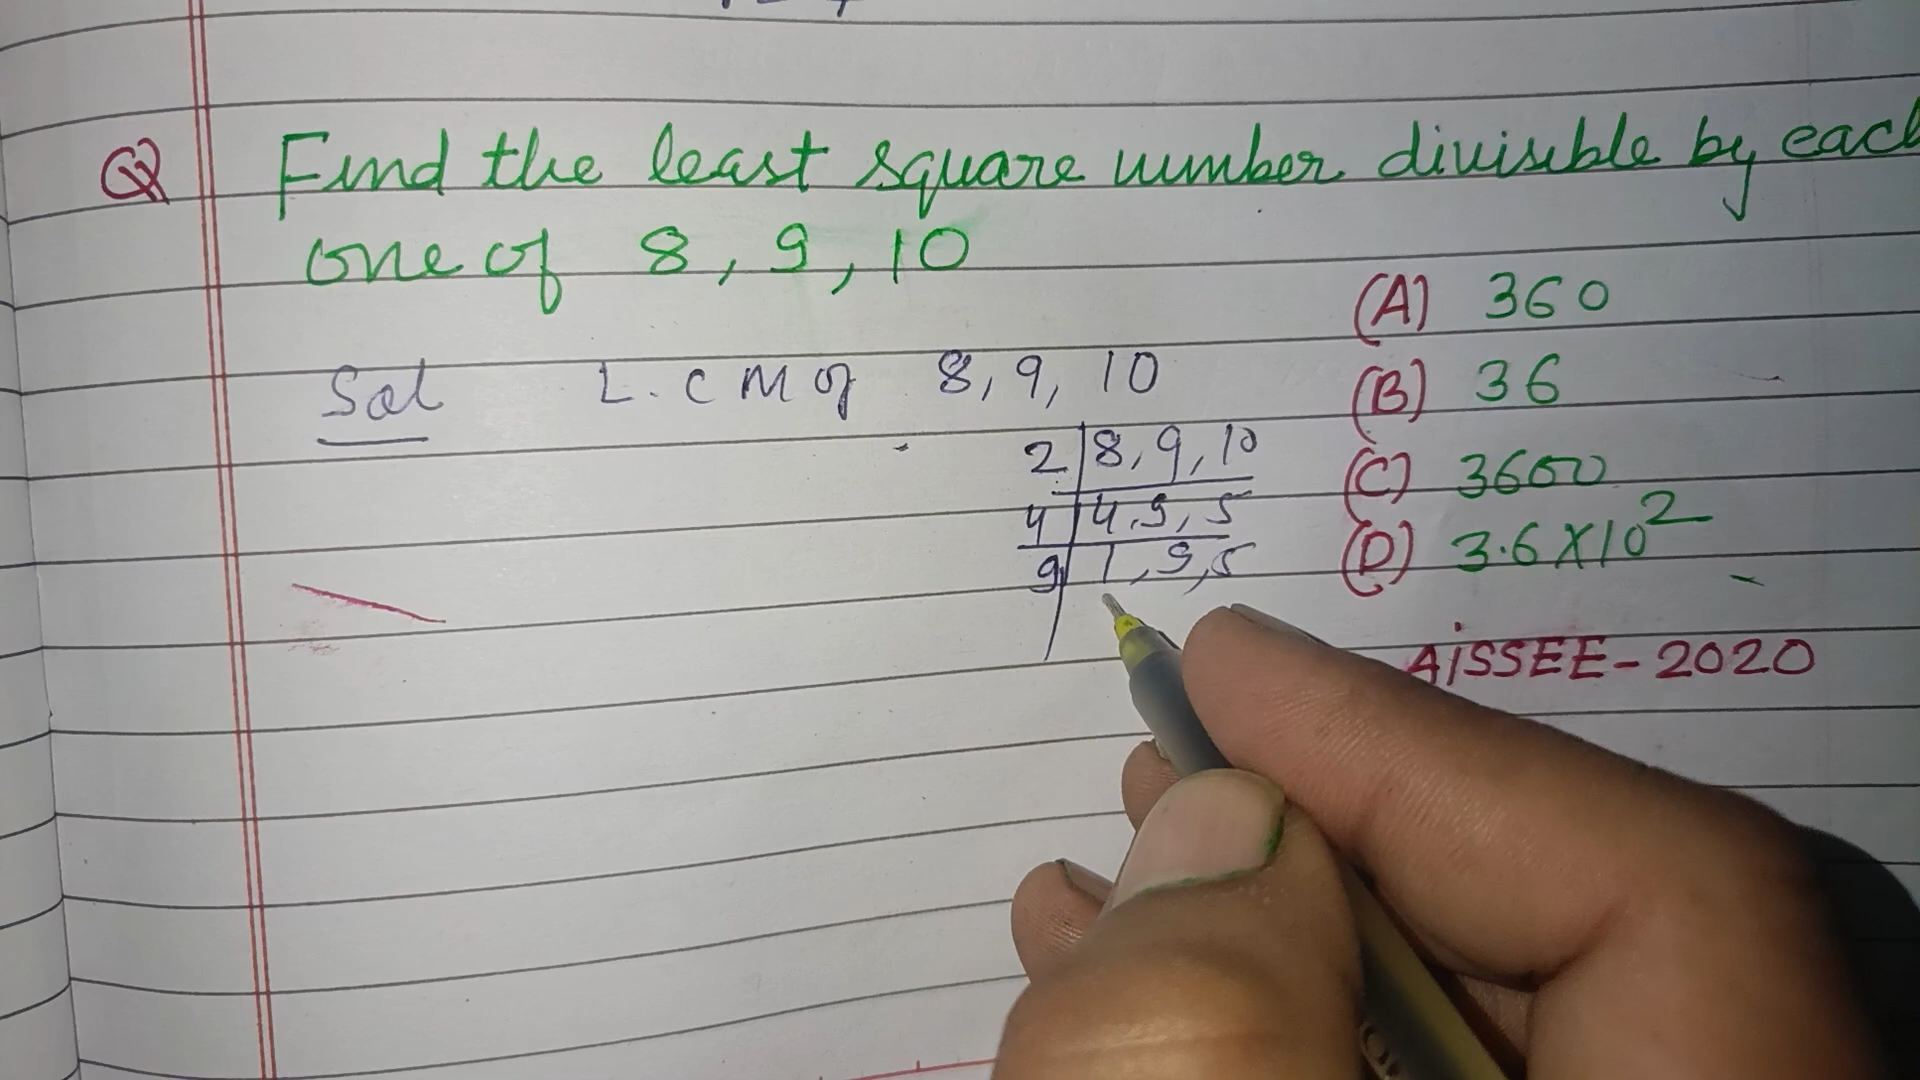 Q Find the least square number divisible by each
one of 8, 9, 10
(A) 360
Sol L.C M of 8, 9, 10
(B) 36
2 8, 9, 10
(C) 3600
4 4, 9, 5
(D) 3.6 X 10²
9 1, 9, 5
AiSSEE-2020